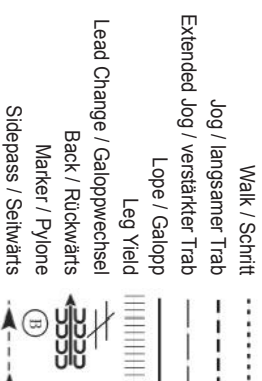 Walk / Schritt
Jog / langsamer Trab
Extended Jog / verstärkter Trab
Lope / Galopp
Leg Yield
Lead Change / Galoppwechsel
Back / Rückwärts
Marker / Pylone
B
Sidepass / Seitwärts